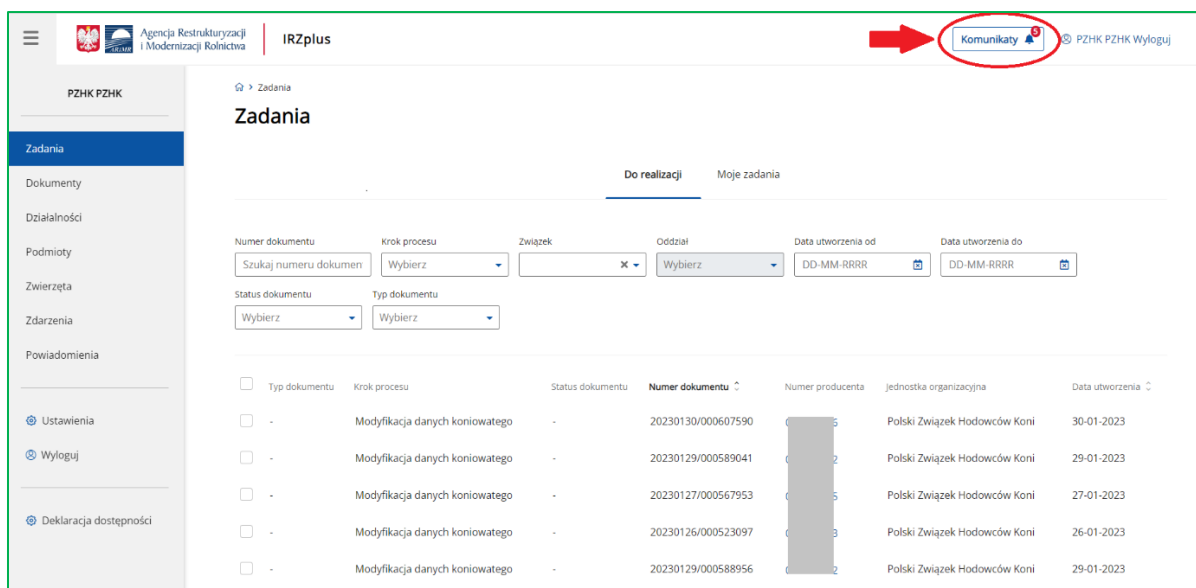 Agencja Restrukturyzacji
i Modernizacji Rolnictwa
ARiMR
IRZplus
Komunikaty 5
PZHK PZHK Wyloguj
PZHK PZHK
Zadania
Dokumenty
Działalności
Podmioty
Zwierzęta
Zdarzenia
Powiadomienia
Ustawienia
Wyloguj
Deklaracja dostępności
> Zadania
Zadania
Do realizacji Moje zadania
Numer dokumentu Krok procesu Związek Oddział Data utworzenia od Data utworzenia do
Szukaj numeru dokumen Wybierz Wybierz DD-MM-RRRR DD-MM-RRRR
Status dokumentu Typ dokumentu
Wybierz Wybierz
Typ dokumentu Krok procesu Status dokumentu Numer dokumentu Numer producenta Jednostka organizacyjna Data utworzenia
- Modyfikacja danych koniowatego - 20230130/000607590 Polski Związek Hodowców Koni 30-01-2023
- Modyfikacja danych koniowatego - 20230129/000589041 2 Polski Związek Hodowców Koni 29-01-2023
- Modyfikacja danych koniowatego - 20230127/000567953 Polski Związek Hodowców Koni 27-01-2023
- Modyfikacja danych koniowatego - 20230126/000523097 Polski Związek Hodowców Koni 26-01-2023
- Modyfikacja danych koniowatego - 20230129/000588956 2 Polski Związek Hodowców Koni 29-01-2023